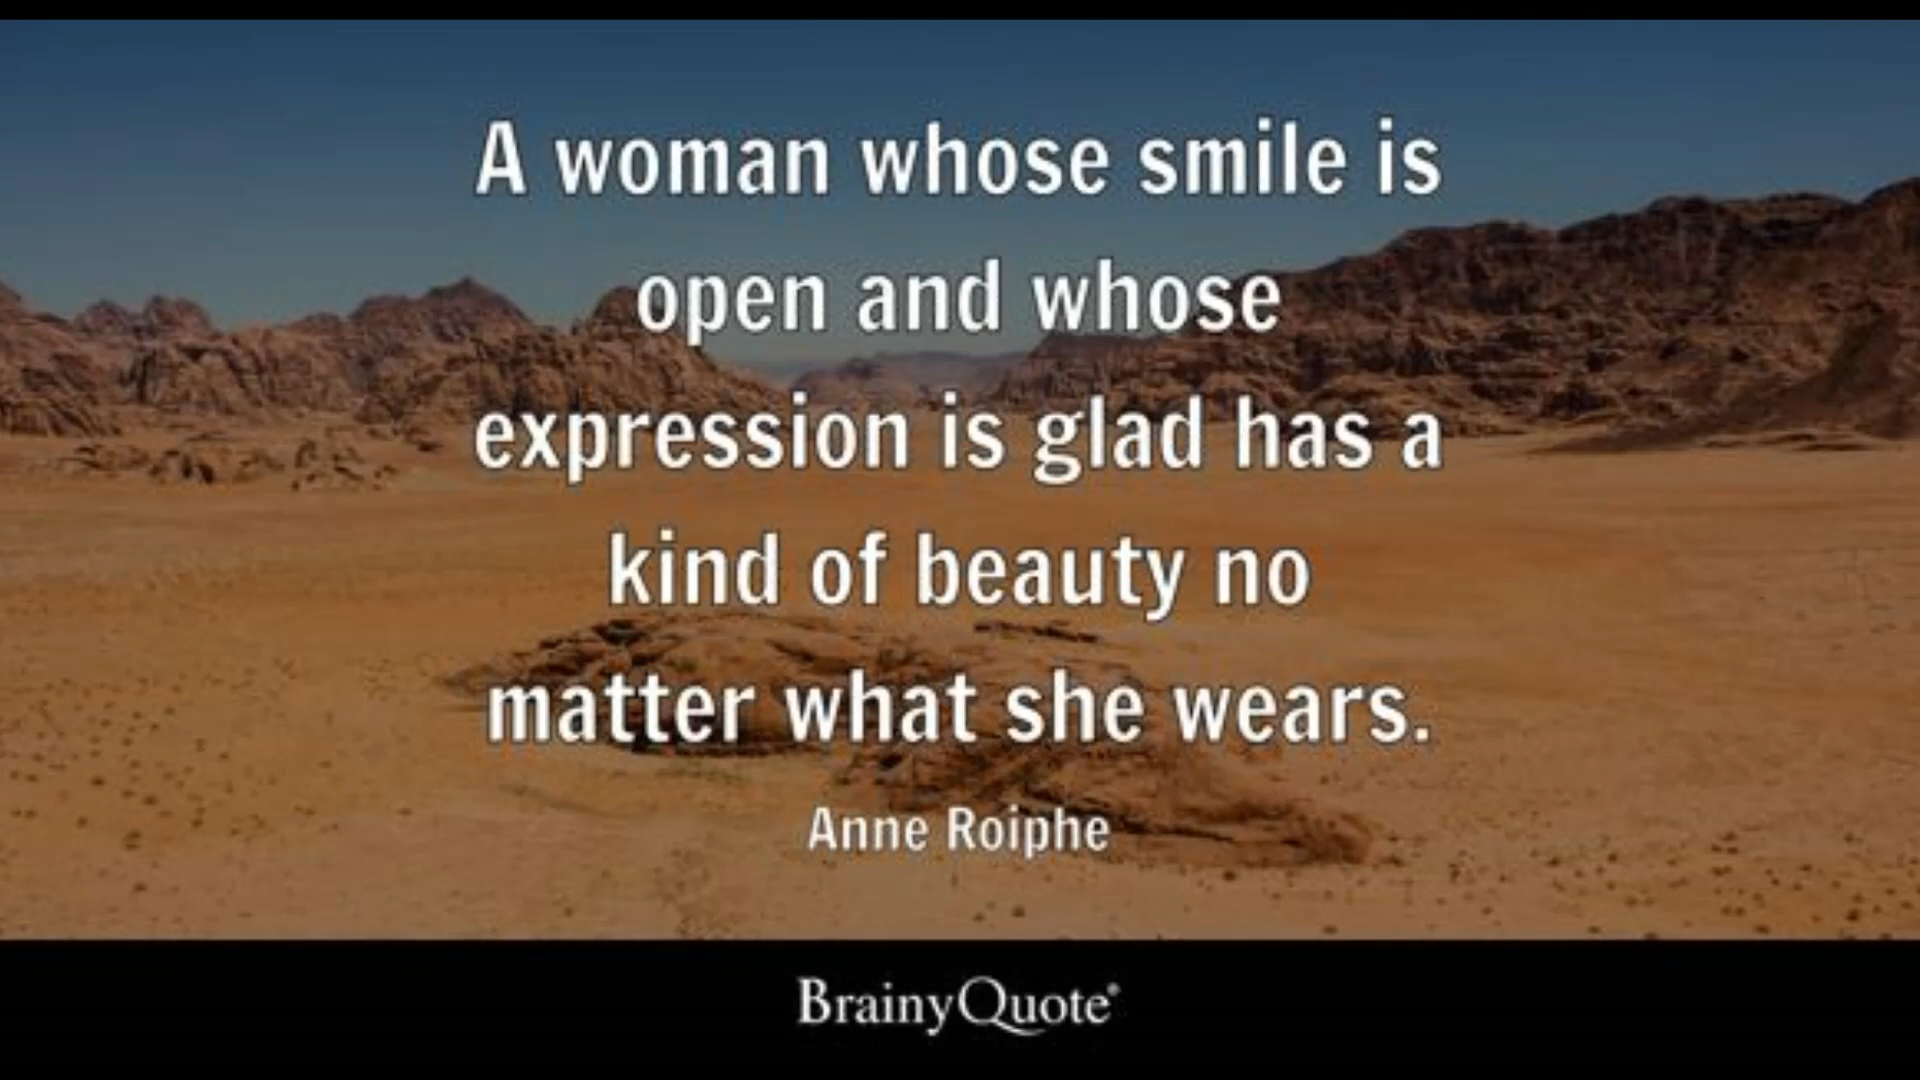 A woman whose smile is
open and whose
expression is glad has a
kind of beauty no
matter what she wears.
Anne Roiphe
BrainyQuote®